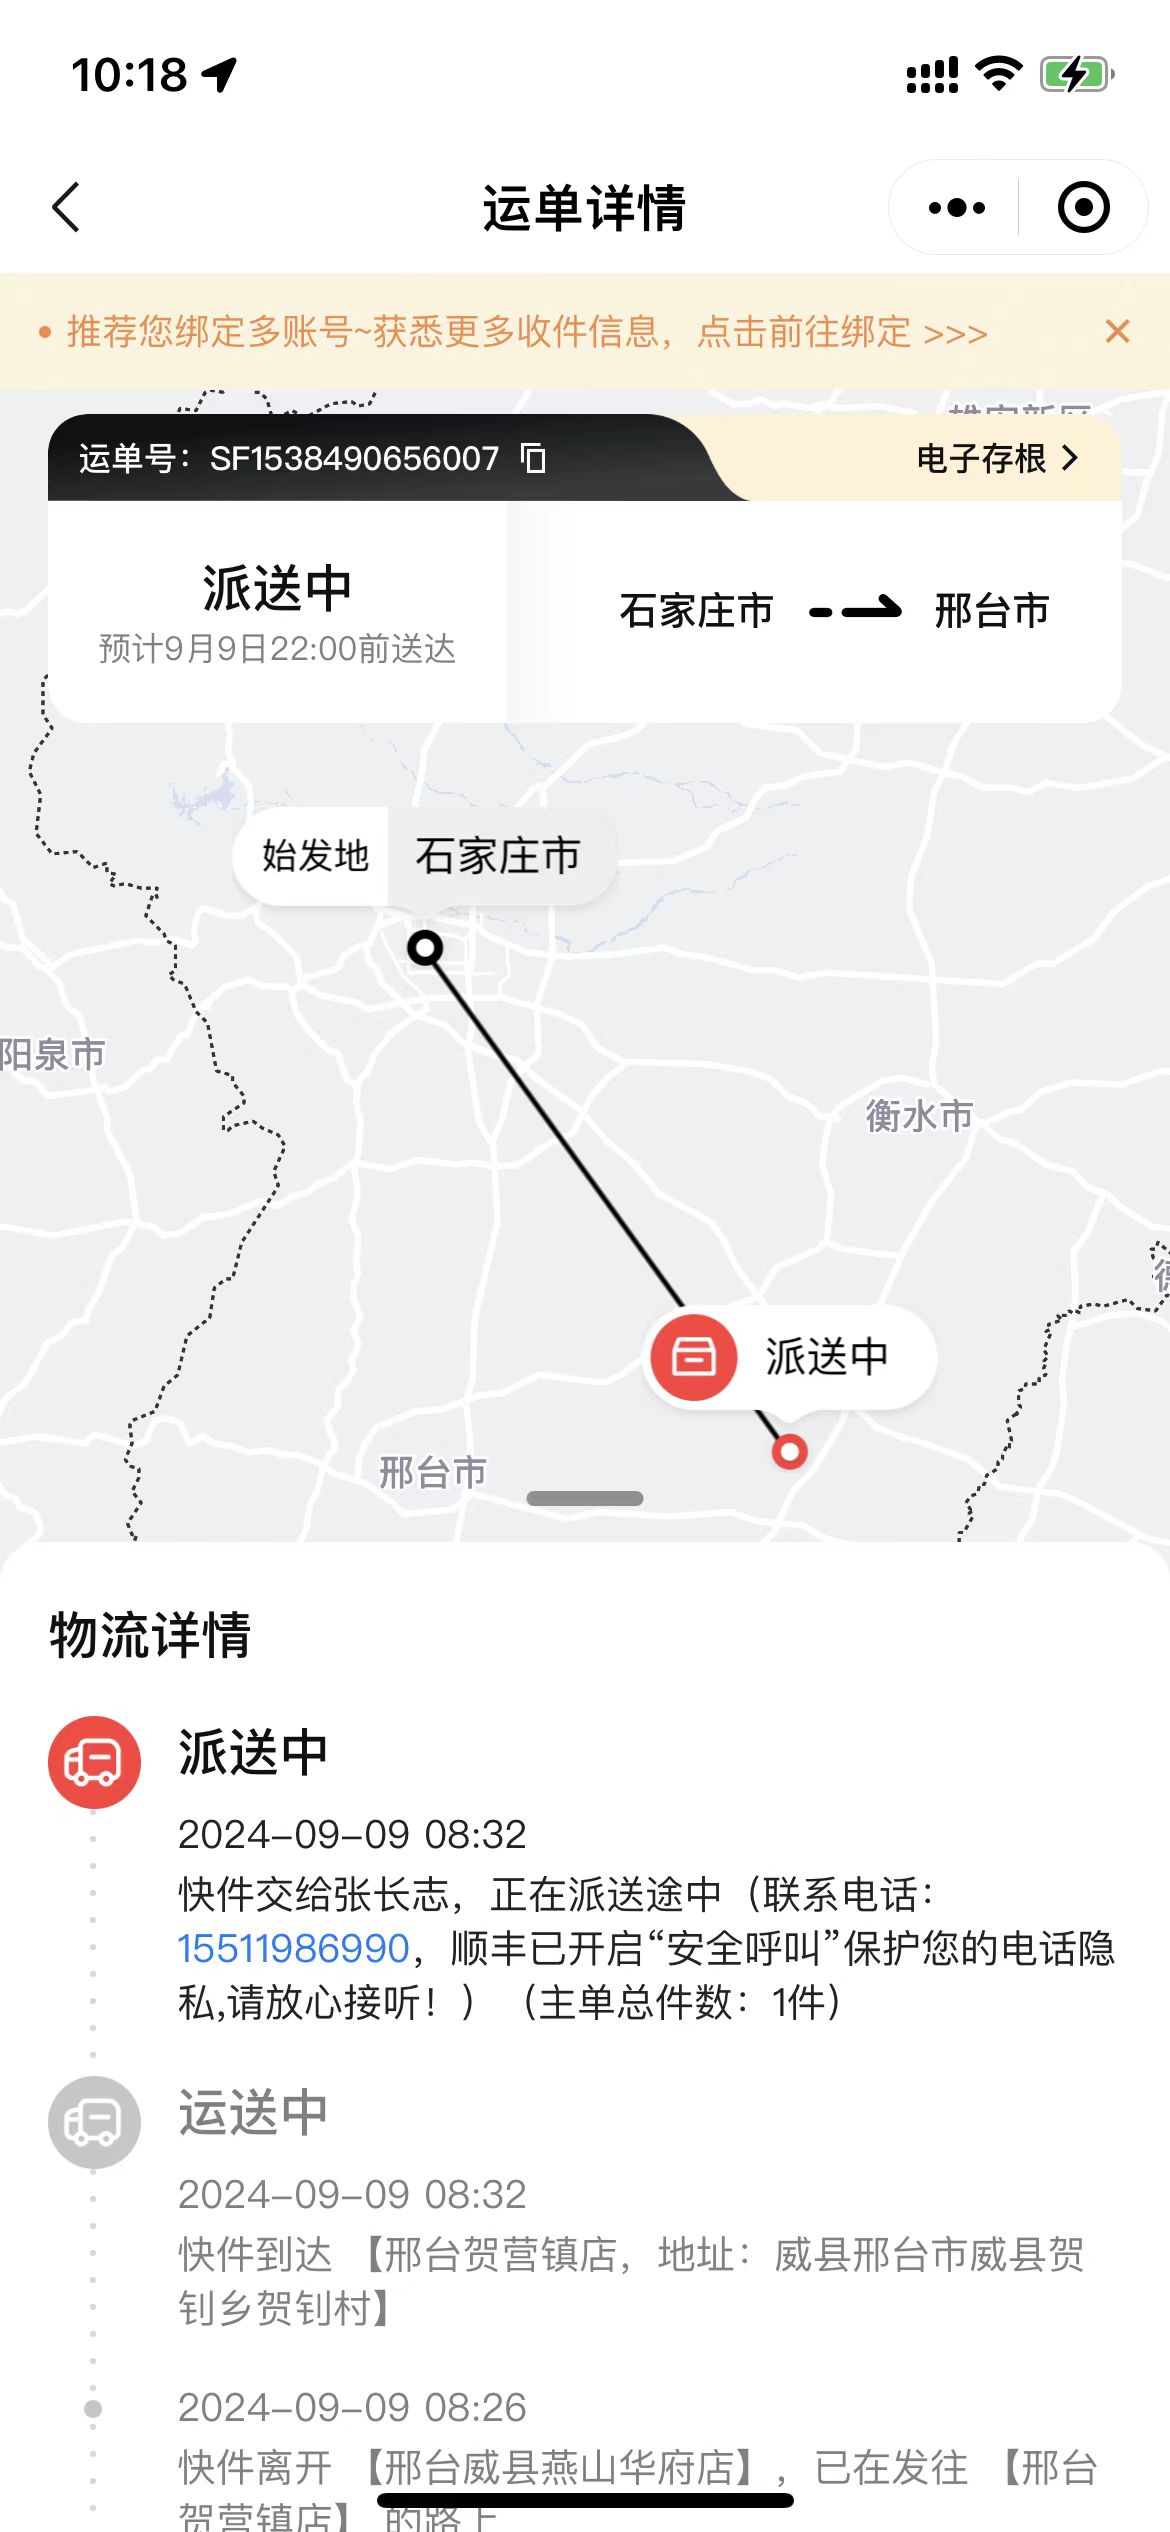 10:18
运单详情
推荐您绑定多账号~获悉更多收件信息，点击前往绑定 >>>
运单号：SF1538490656007
电子存根
派送中
预计9月9日22:00前送达
石家庄市
邢台市
始发地
石家庄市
阳泉市
衡水市
派送中
邢台市
物流详情
派送中
2024-09-09 08:32
快件交给张长志，正在派送途中（联系电话：
15511986990，顺丰已开启“安全呼叫”保护您的电话隐
私,请放心接听！）（主单总件数：1件）
运送中
2024-09-09 08:32
快件到达 【邢台贺营镇店，地址：威县邢台市威县贺
钊乡贺钊村】
2024-09-09 08:26
快件离开 【邢台威县燕山华府店】，已在发往 【邢台
贺营镇店】 的路上